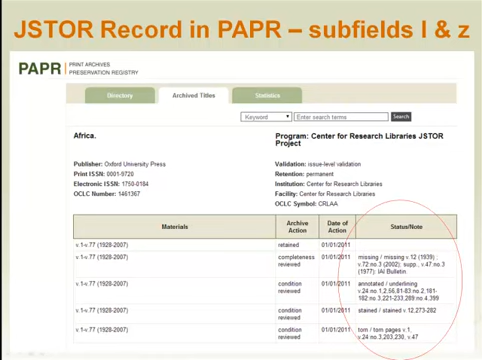 JSTOR Record in PAPR – subfields l & z
PAPR PRINT ARCHIVES
PRESERVATION REGISTRY
Directory Archived Titles Statistics
Keyword Enter search terms Search
Africa.
Program: Center for Research Libraries JSTOR
Project
Publisher: Oxford University Press
Print ISSN: 0001-9720
Electronic ISSN: 1750-0184
OCLC Number: 1461367
Validation: issue-level validation
Retention: permanent
Institution: Center for Research Libraries
Facility: Center for Research Libraries
OCLC Symbol: CRLAA
Materials Archive Action Date of Action Status/Note
v.1-v.77 (1928-2007) retained 01/01/2011
v.1-v.77 (1928-2007) completeness reviewed 01/01/2011 missing / missing v.12 (1939) ;
v.72 no.3 (2002); supp., v.47 no.3
(1977): IAI Bulletin.
v.1-v.77 (1928-2007) condition reviewed 01/01/2011 annotated / underlining
v.24 no.1,2,55,81-83:no.2,181-
182:no.3,221-233,289:no 4,399
v.1-v.77 (1928-2007) condition reviewed 01/01/2011 stained / stained v.12,273-282
v.1-v.77 (1928-2007) condition reviewed 01/01/2011 torn / torn pages v.1,
v.24 no.3,203,230, v.47